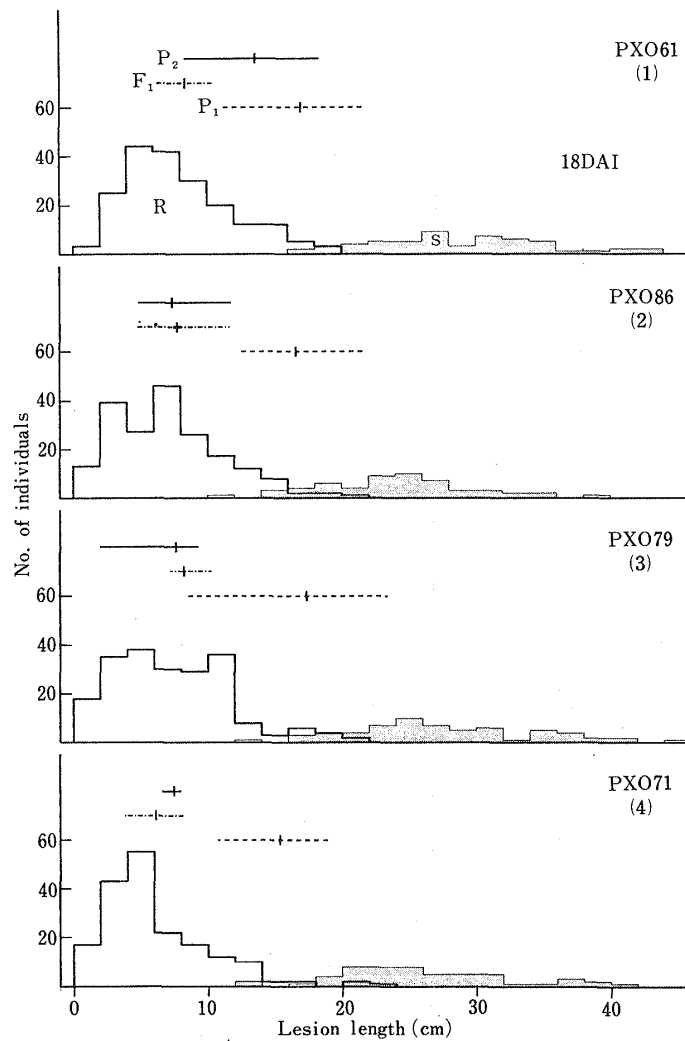 PXO61
(1)
P₂
F₁
P₁
60
40
20
18DAI
R
S
PXO86
(2)
60
40
20
No. of individuals
PXO79
(3)
60
40
20
PXO71
(4)
60
40
20
0 10 20 30 40
Lesion length (cm)